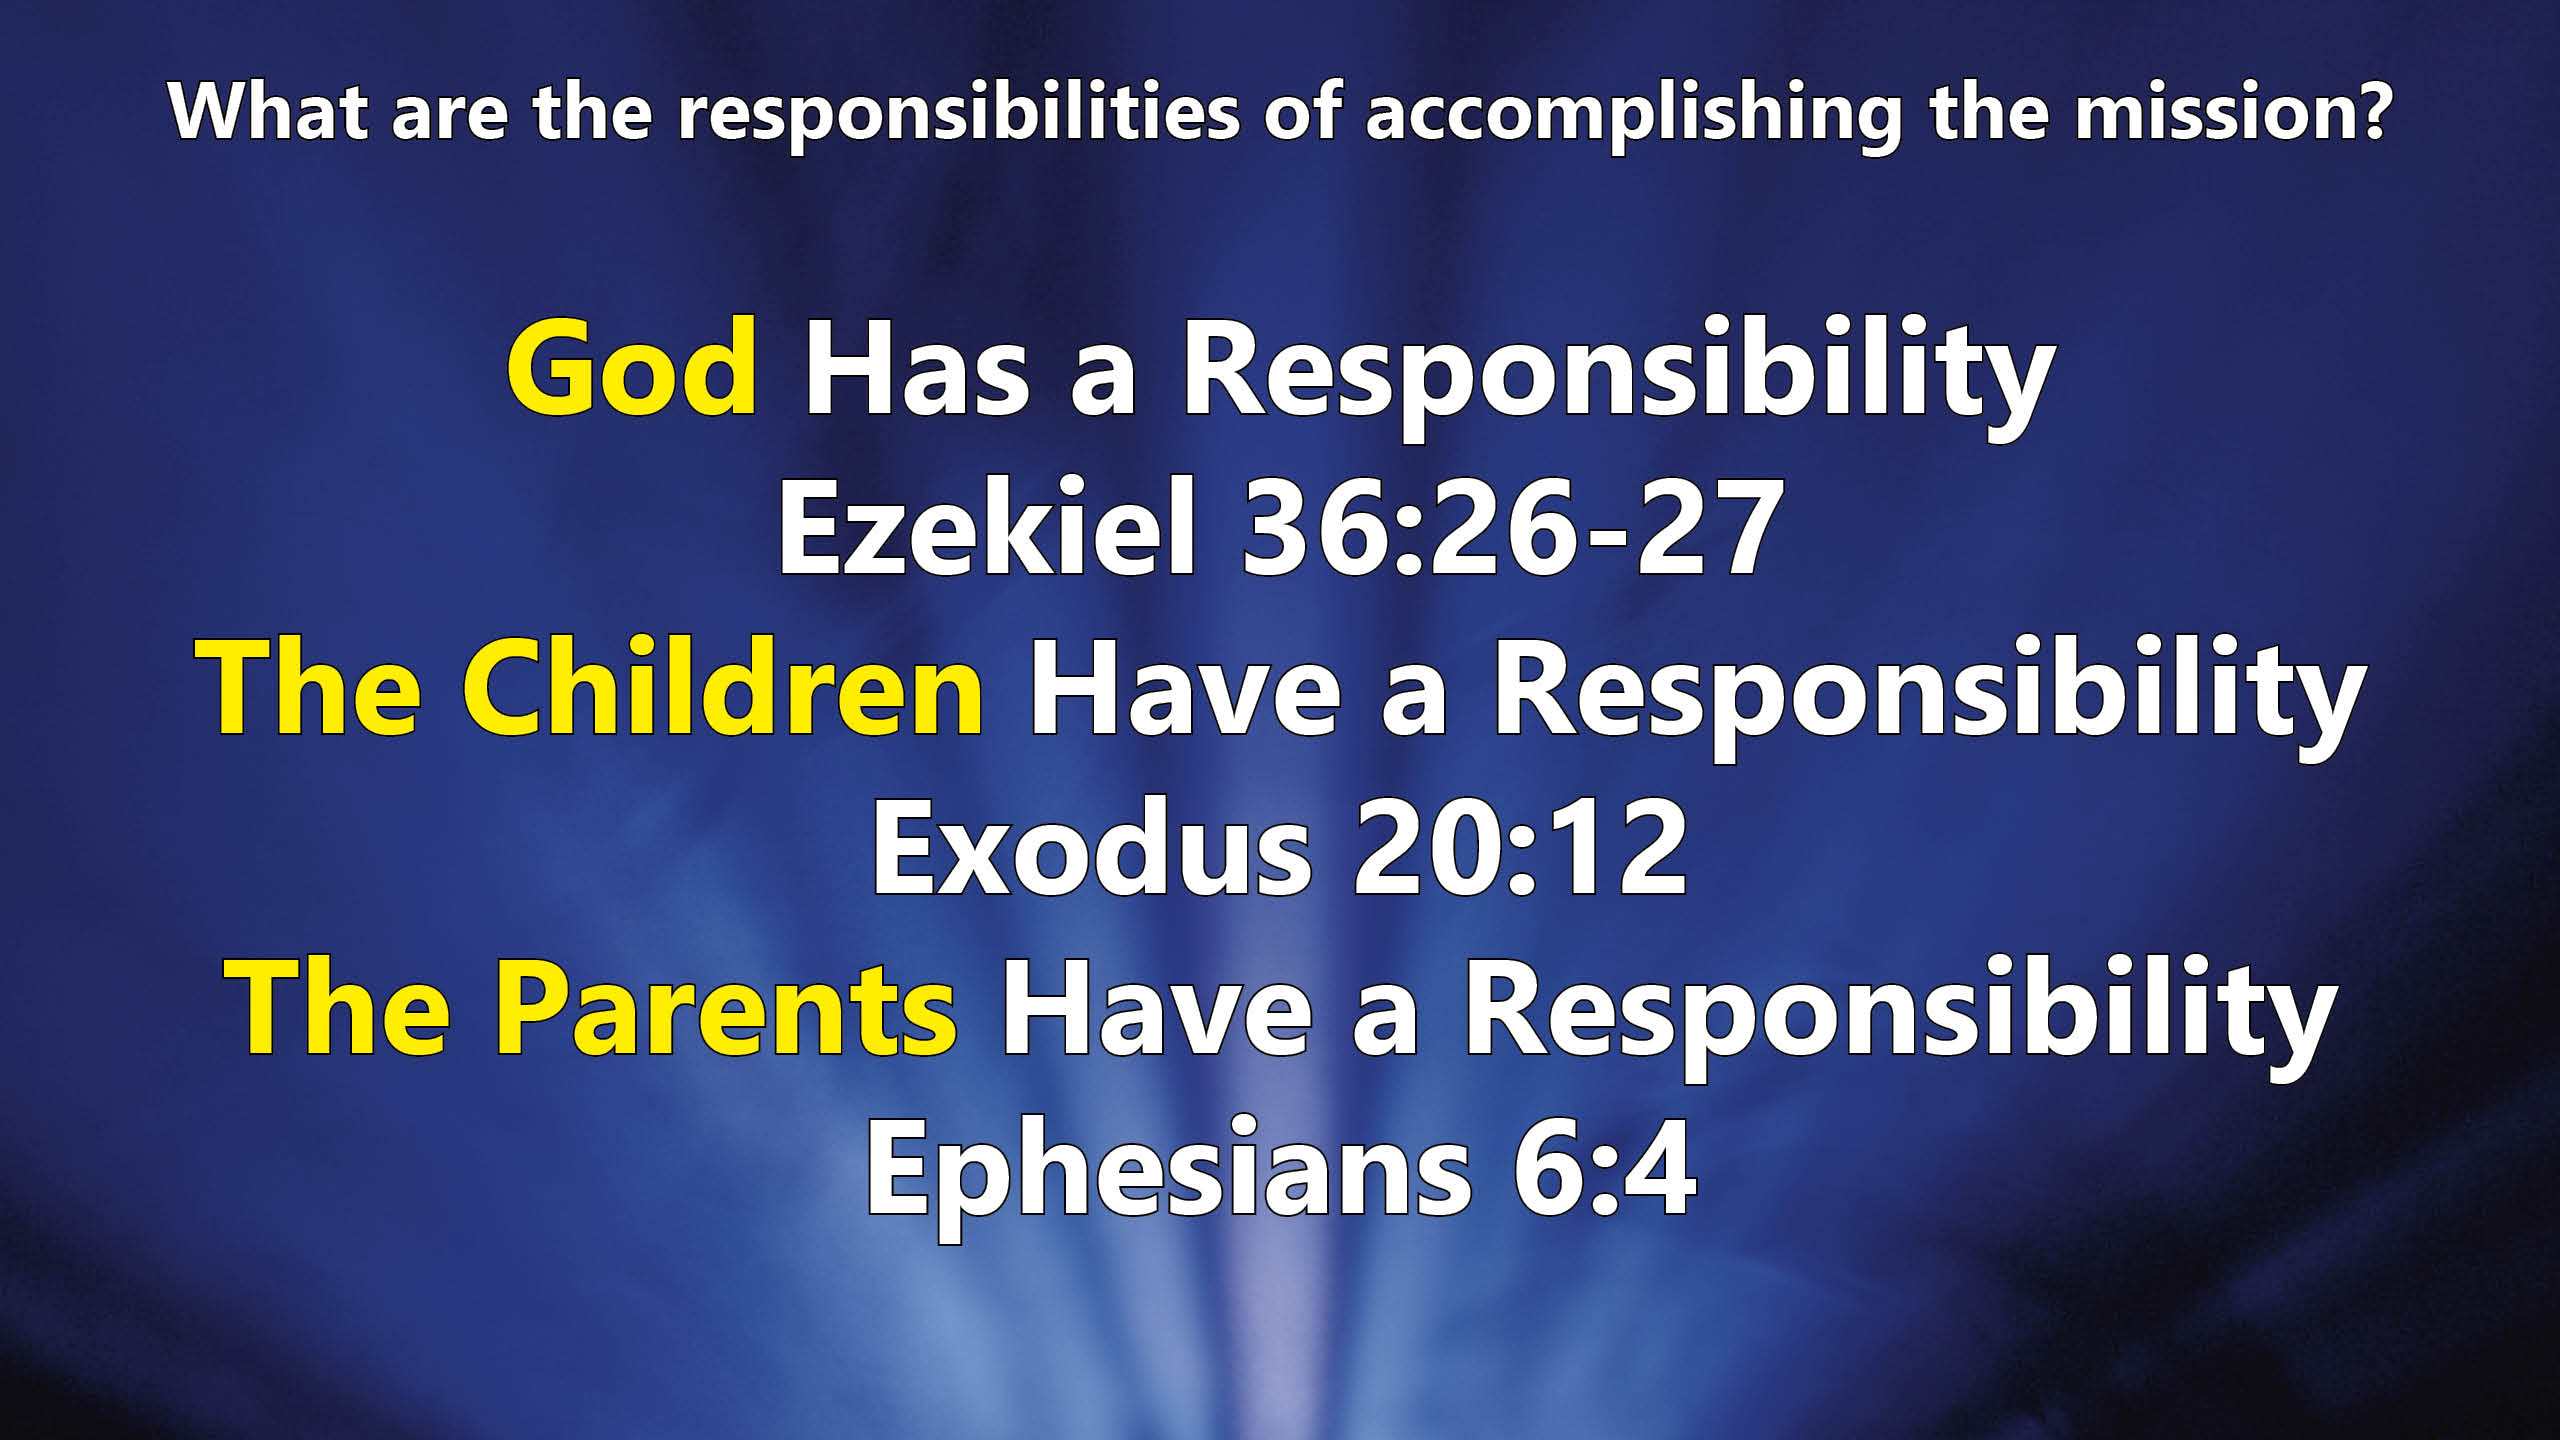 What are the responsibilities of accomplishing the mission?
God Has a Responsibility
Ezekiel 36:26-27
The Children Have a Responsibility
Exodus 20:12
The Parents Have a Responsibility
Ephesians 6:4